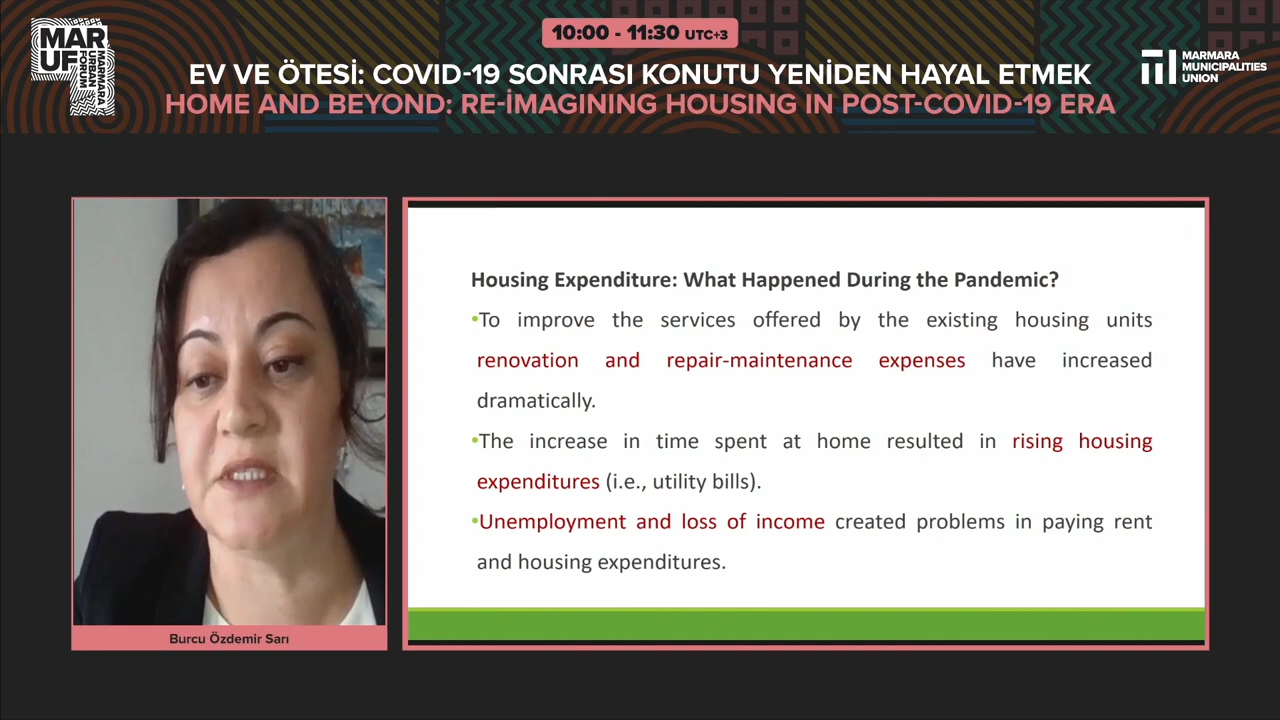 MAR
UF
MARMARA
URBAN
FORUM
10:00 - 11:30 UTC+3
EV VE ÖTESİ: COVID-19 SONRASI KONUTU YENİDEN HAYAL ETMEK
HOME AND BEYOND: RE-İMAGINING HOUSING IN POST-COVID-19 ERA
MARMARA
MUNICIPALITIES
UNION
Housing Expenditure: What Happened During the Pandemic?
•To improve the services offered by the existing housing units
renovation and repair-maintenance expenses have increased
dramatically.
•The increase in time spent at home resulted in rising housing
expenditures (i.e., utility bills).
•Unemployment and loss of income created problems in paying rent
and housing expenditures.
Burcu Özdemir Sarı